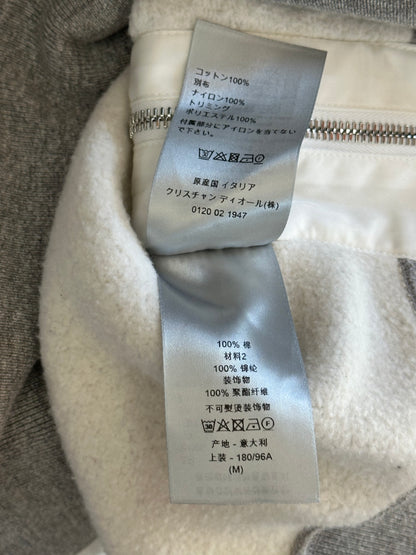 コットン100%
別布
ナイロン100%
トリミング
ポリエステル100%
付属部分にアイロンを当てない
で下さい。
原産国 イタリア
クリスチャン ディオール(株)
0120 02 1947
100% 棉
材料2
100% 锦纶
装饰物
100% 聚酯纤维
不可熨烫装饰物
30
产地 - 意大利
上装 - 180/96A
(M)